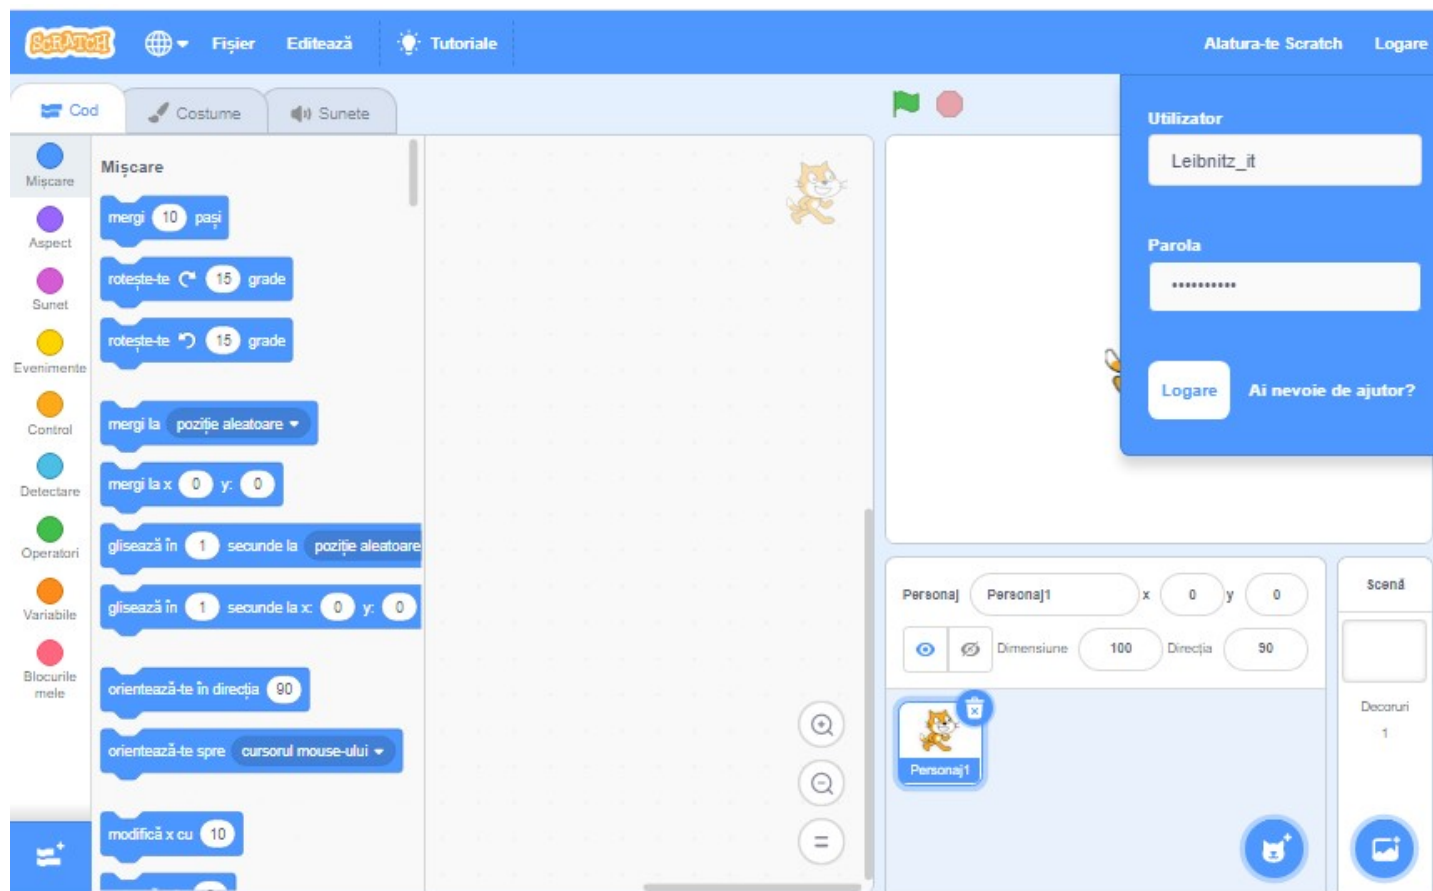 SCRATCH Fișier Editează Tutoriale Alatura-te Scratch Logare
Cod Costume Sunete
Utilizator
Leibnitz_it
Parola
••••••••••
Logare Ai nevoie de ajutor?
Mișcare
Aspect
Sunet
Evenimente
Control
Detectare
Operatori
Variabile
Blocurile
mele
Mișcare
mergi 10 pași
rotește-te 15 grade
rotește-te 15 grade
mergi la poziție aleatoare
mergi la x 0 y: 0
glisează în 1 secunde la poziție aleatoare
glisează în 1 secunde la x: 0 y: 0
orientează-te în direcția 90
orientează-te spre cursorul mouse-ului
modifică x cu 10
Personaj Personaj1 x 0 y 0
Dimensiune 100 Direcția 90
Personaj1
Scenă
Decoruri
1